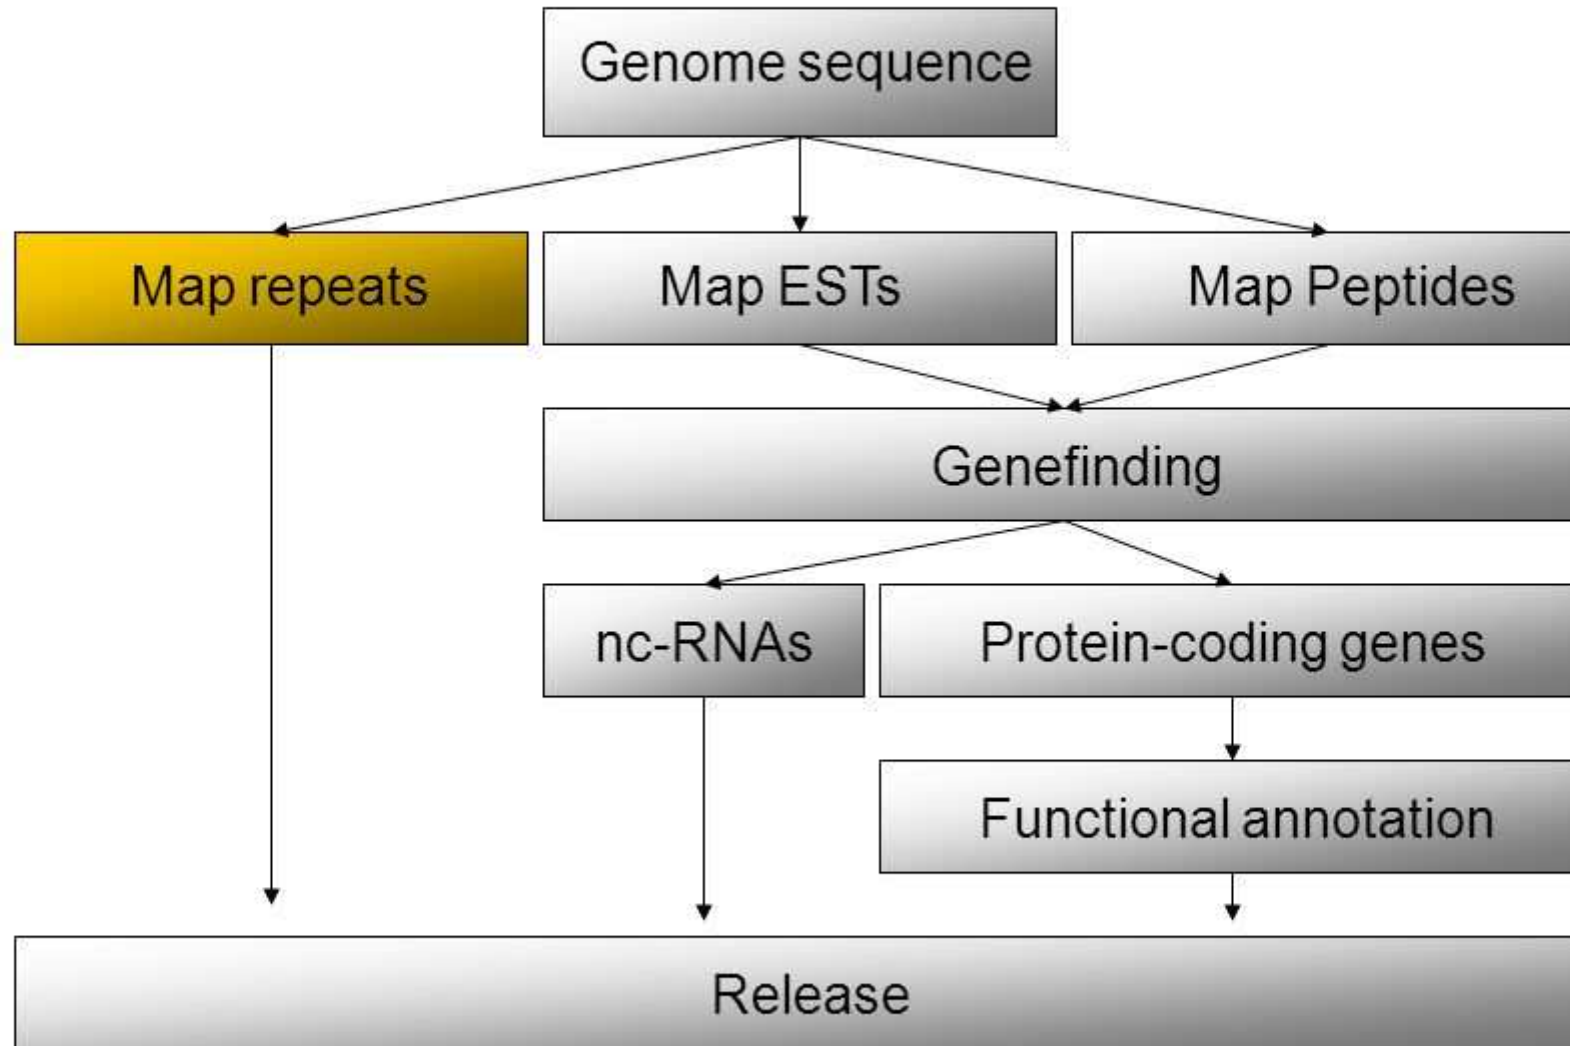 Genome sequence
Map repeats
Map ESTs
Map Peptides
Genefinding
nc-RNAs
Protein-coding genes
Functional annotation
Release